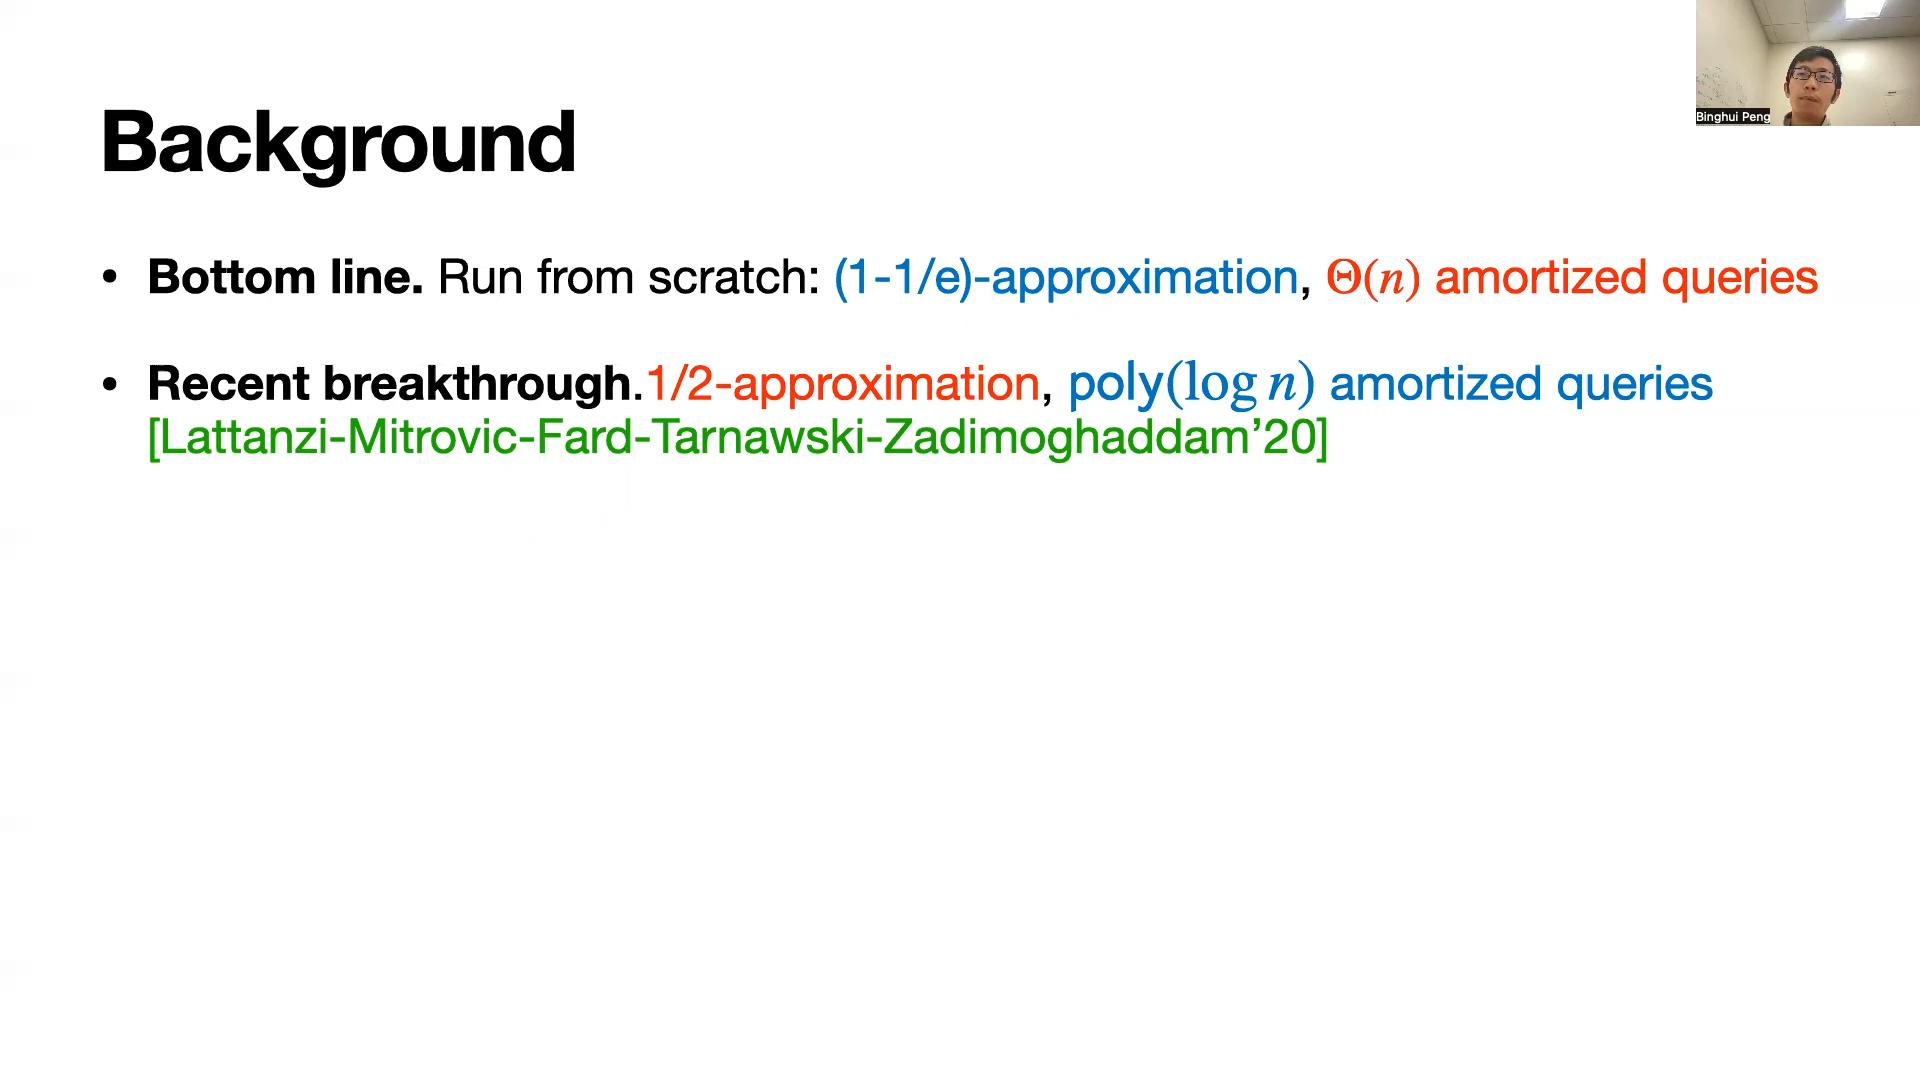 Binghui Peng
Background
• Bottom line. Run from scratch: (1-1/e)-approximation, Θ(n) amortized queries
• Recent breakthrough.1/2-approximation, poly(log n) amortized queries
[Lattanzi-Mitrovic-Fard-Tarnawski-Zadimoghaddam’20]